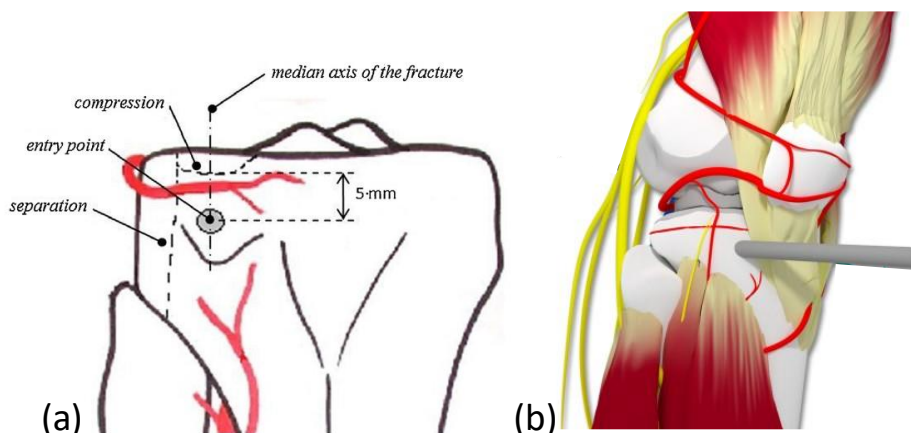 median axis of the fracture
compression
entry point
5·mm
separation
(a)
(b)